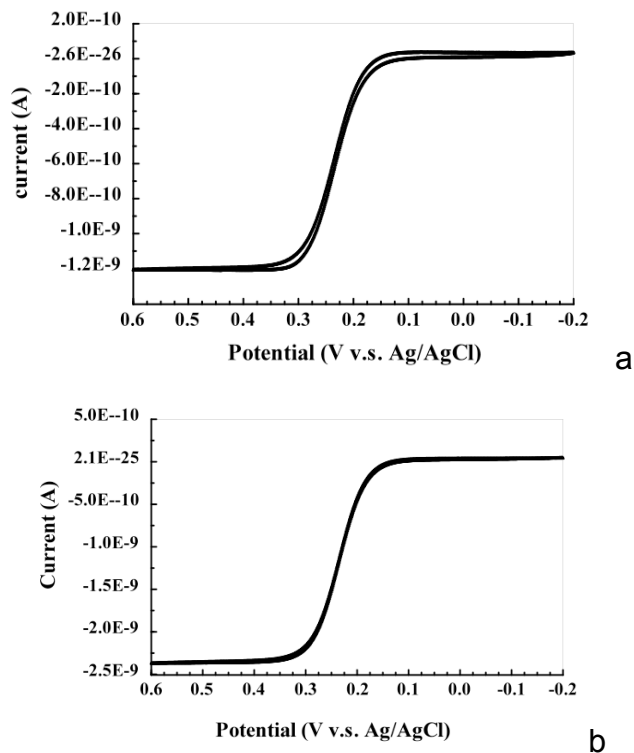 2.0E--10
2.6E--26
-2.0E--10
-4.0E--10
-6.0E--10
-8.0E--10
-1.0E-9
-1.2E-9
current (A)
0.6 0.5 0.4 0.3 0.2 0.1 0.0 -0.1 -0.2
Potential (V v.s. Ag/AgCl)
a
5.0E--10
2.1E--25
-5.0E--10
-1.0E-9
-1.5E-9
-2.0E-9
-2.5E-9
Current (A)
0.6 0.5 0.4 0.3 0.2 0.1 0.0 -0.1 -0.2
Potential (V v.s. Ag/AgCl)
b